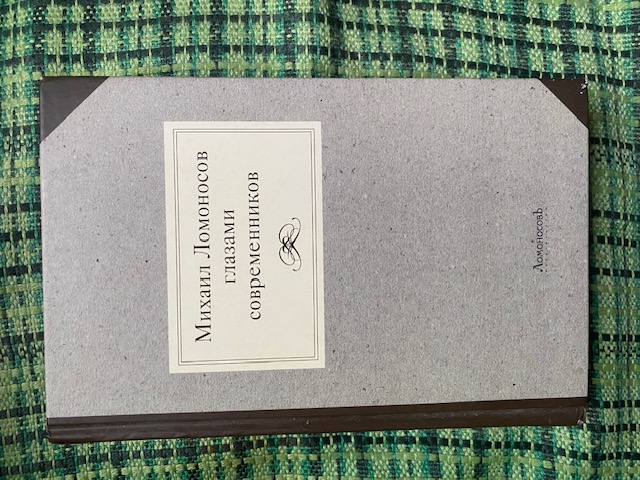 Михаил Ломоносов
глазами
современников
Ломоносовъ